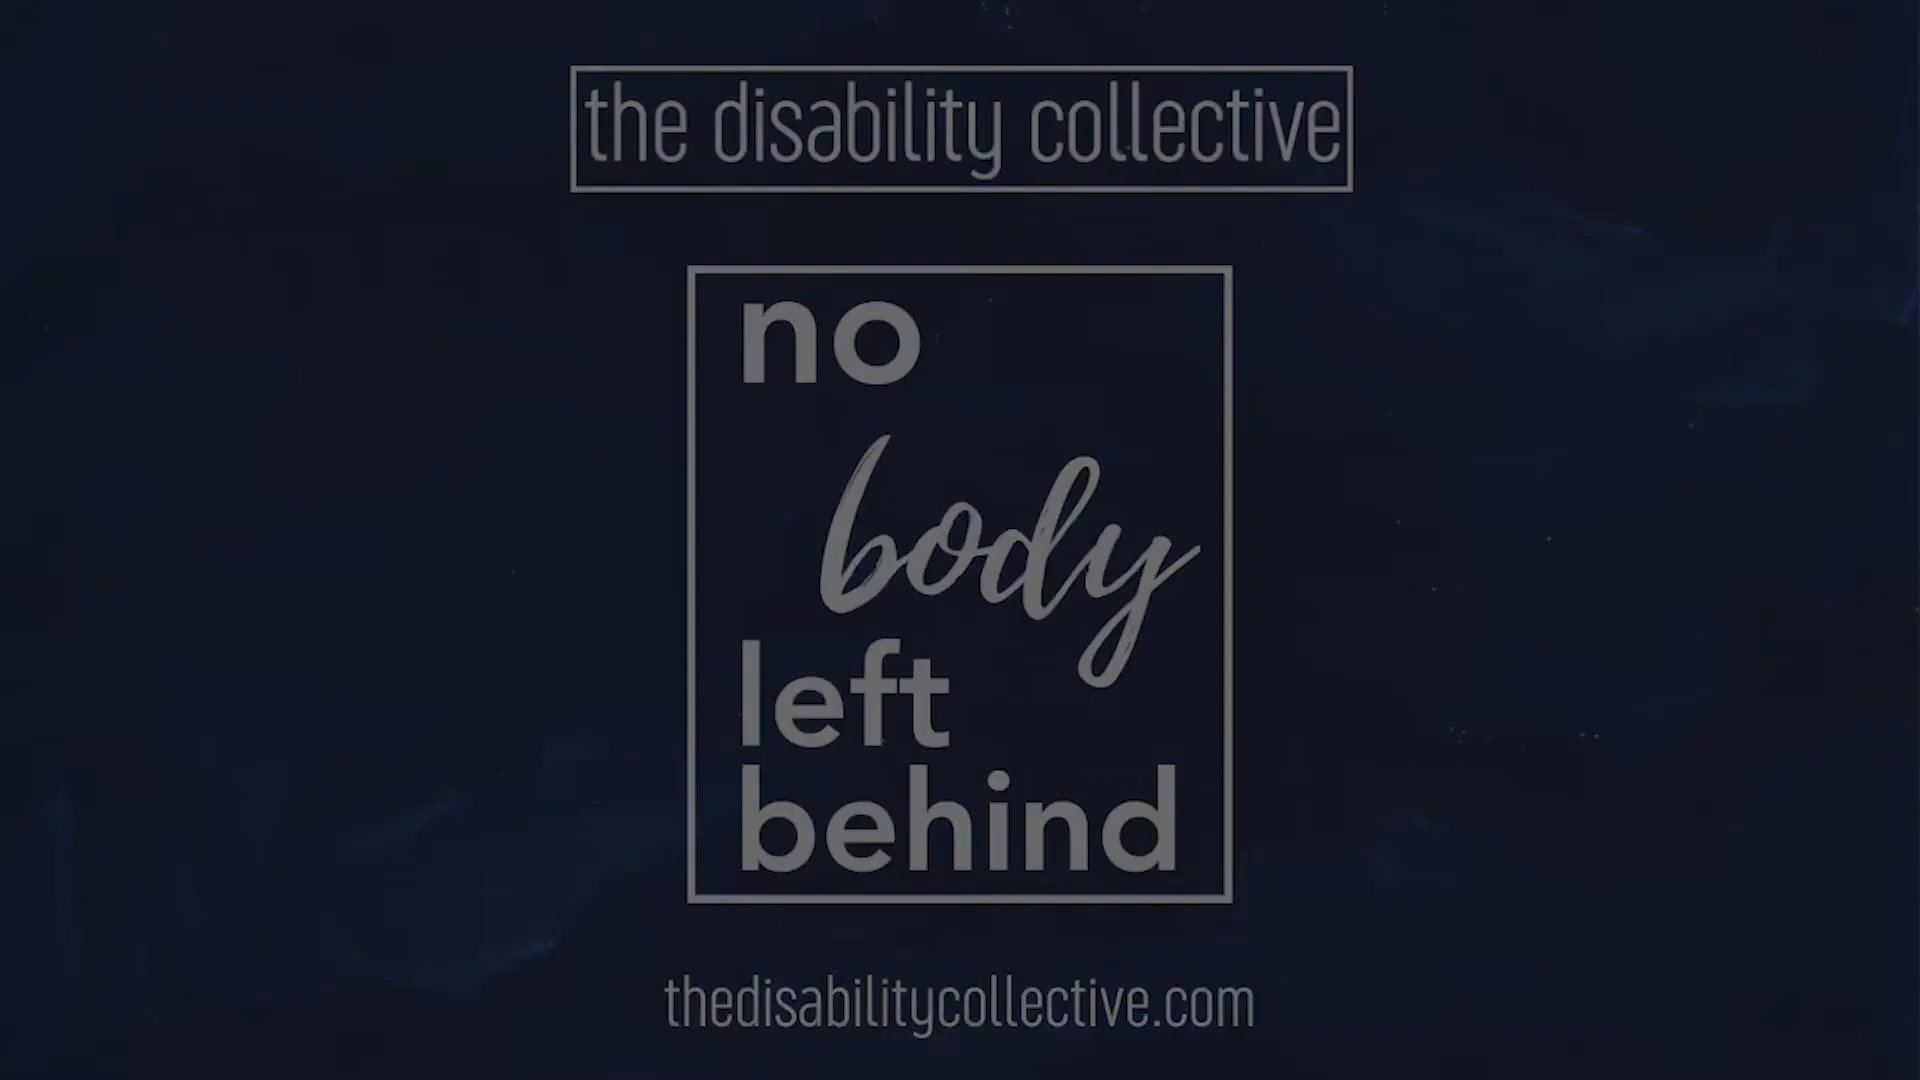 the disability collective
no
body
left
behind
thedisabilitycollective.com